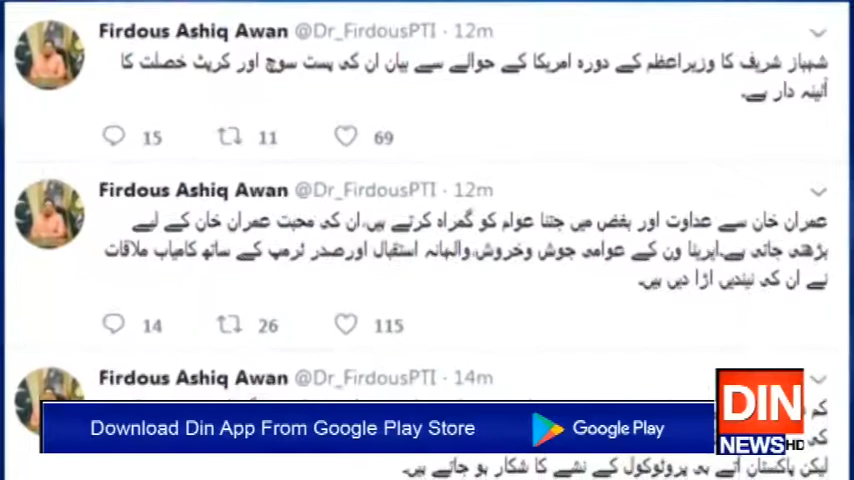 Firdous Ashiq Awan @Dr_FirdousPTI · 12m
شہباز شریف کا وزیراعظم کے دورہ امریکا کے حوالے سے بیان ان کی پست سوچ اور کرپٹ خصلت کا
آئینہ دار ہے۔
15 11 69
Firdous Ashiq Awan @Dr_FirdousPTI · 12m
عمران خان سے عداوت اور بغض میں جتنا عوام کو گمراہ کرتے ہیں،ان کی محبت عمران خان کے لیے
بڑھتی جاتی ہے۔ایرینا ون کے عوامی جوش وخروش،والہانہ استقبال اورصدر ٹرمپ کے ساتھ کامیاب ملاقات
نے ان کی نیندیں اڑا دیں ہیں۔
14 26 115
Firdous Ashiq Awan @Dr_FirdousPTI · 14m
کم
کی
لیکن پاکستان آتے ہی پروٹوکول کے نشے کا شکار ہو جاتے ہیں۔
Download Din App From Google Play Store
Google Play
DIN
NEWS HD